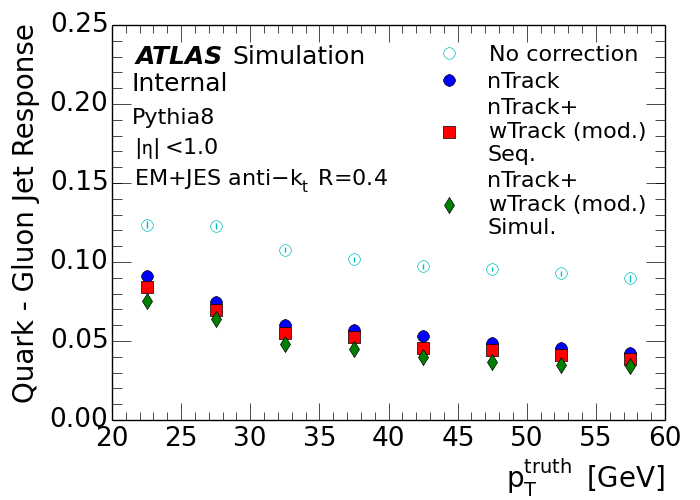 0.25
0.20
0.15
0.10
0.05
0.00
Quark - Gluon Jet Response
ATLAS Simulation
Internal
Pythia8
|η| <1.0
EM+JES anti−kt R=0.4
No correction
nTrack
nTrack+
wTrack (mod.)
Seq.
nTrack+
wTrack (mod.)
Simul.
20 25 30 35 40 45 50 55 60
pTtruth [GeV]